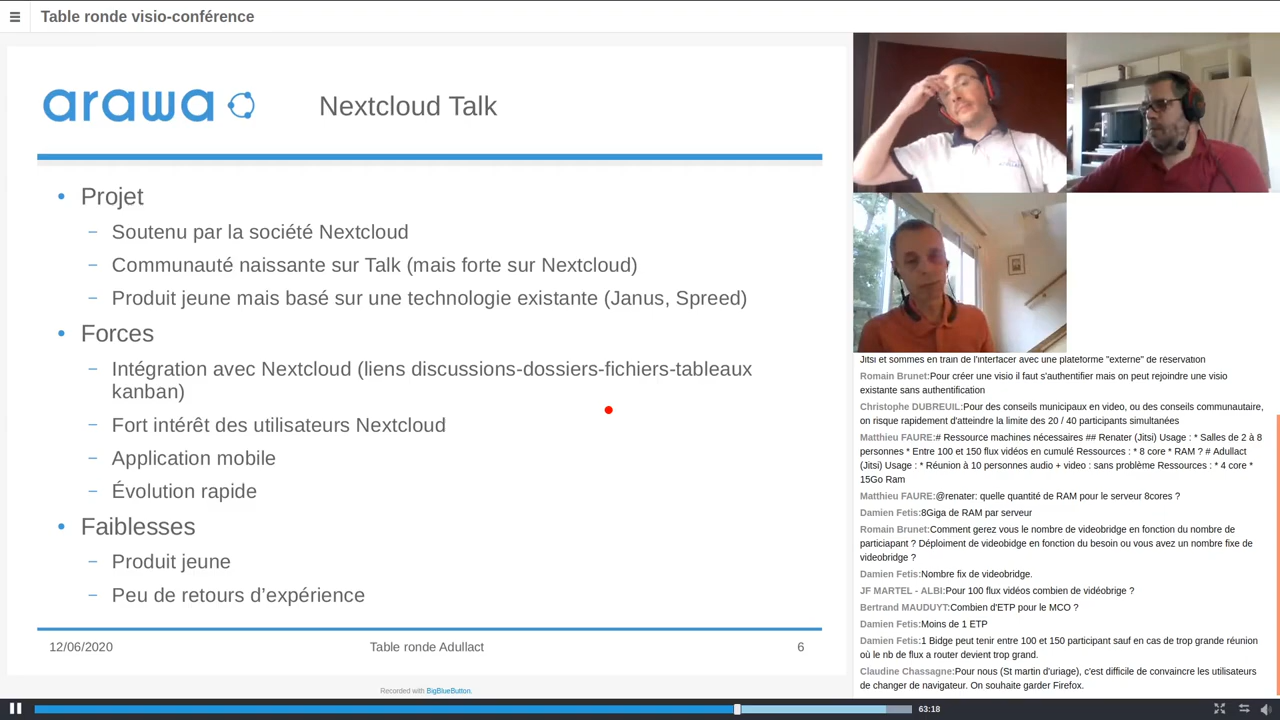 Table ronde visio-conférence
arawa
Nextcloud Talk
• Projet
– Soutenu par la société Nextcloud
– Communauté naissante sur Talk (mais forte sur Nextcloud)
– Produit jeune mais basé sur une technologie existante (Janus, Spreed)
• Forces
– Intégration avec Nextcloud (liens discussions-dossiers-fichiers-tableaux
kanban)
– Fort intérêt des utilisateurs Nextcloud
– Application mobile
– Évolution rapide
• Faiblesses
– Produit jeune
– Peu de retours d’expérience
12/06/2020
Table ronde Adullact
6
Recorded with BigBlueButton.
Jitsi et sommes en train de l'interfacer avec une plateforme "externe" de réservation
Romain Brunet:Pour créer une visio il faut s'authentifier mais on peut rejoindre une visio
existante sans authentification
Christophe DUBREUIL:Pour des conseils municipaux en video, ou des conseils communautaire,
on risque rapidement d'atteindre la limite des 20 / 40 participants simultanées
Matthieu FAURE:# Ressource machines nécessaires ## Renater (Jitsi) Usage : * Salles de 2 à 8
personnes * Entre 100 et 150 flux vidéos en cumulé Ressources : * 8 core * RAM ? # Adullact
(Jitsi) Usage : * Réunion à 10 personnes audio + video : sans problème Ressources : * 4 core *
15Go Ram
Matthieu FAURE:@renater: quelle quantité de RAM pour le serveur 8cores ?
Damien Fetis:8Giga de RAM par serveur
Romain Brunet:Comment gerez vous le nombre de videobridge en fonction du nombre de
particiapant ? Déploiment de videobidge en fonction du besoin ou vous avez un nombre fixe de
videobridge ?
Damien Fetis:Nombre fix de videobridge.
JF MARTEL - ALBI:Pour 100 flux vidéos combien de vidéobrige ?
Bertrand MAUDUYT:Combien d'ETP pour le MCO ?
Damien Fetis:Moins de 1 ETP
Damien Fetis:1 Bidge peut tenir entre 100 et 150 participant sauf en cas de trop grande réunion
où le nb de flux a router devient trop grand.
Claudine Chassagne:Pour nous (St martin d'uriage), c'est difficile de convaincre les utilisateurs
de changer de navigateur. On souhaite garder Firefox.
63:18